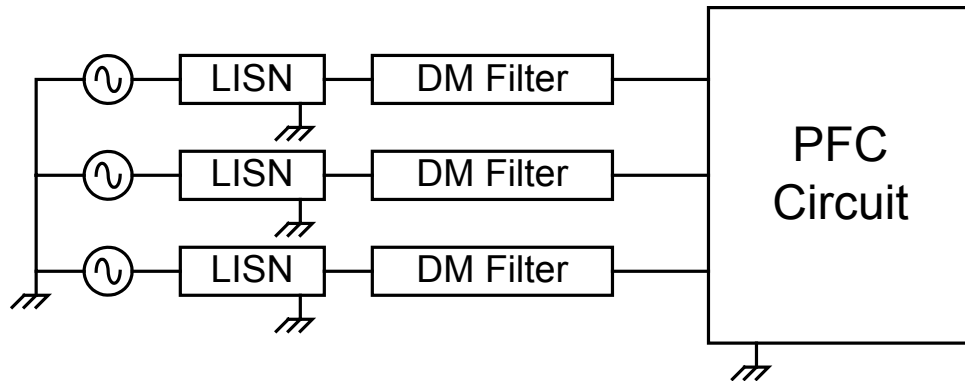 LISN
DM Filter
LISN
DM Filter
LISN
DM Filter
PFC
Circuit